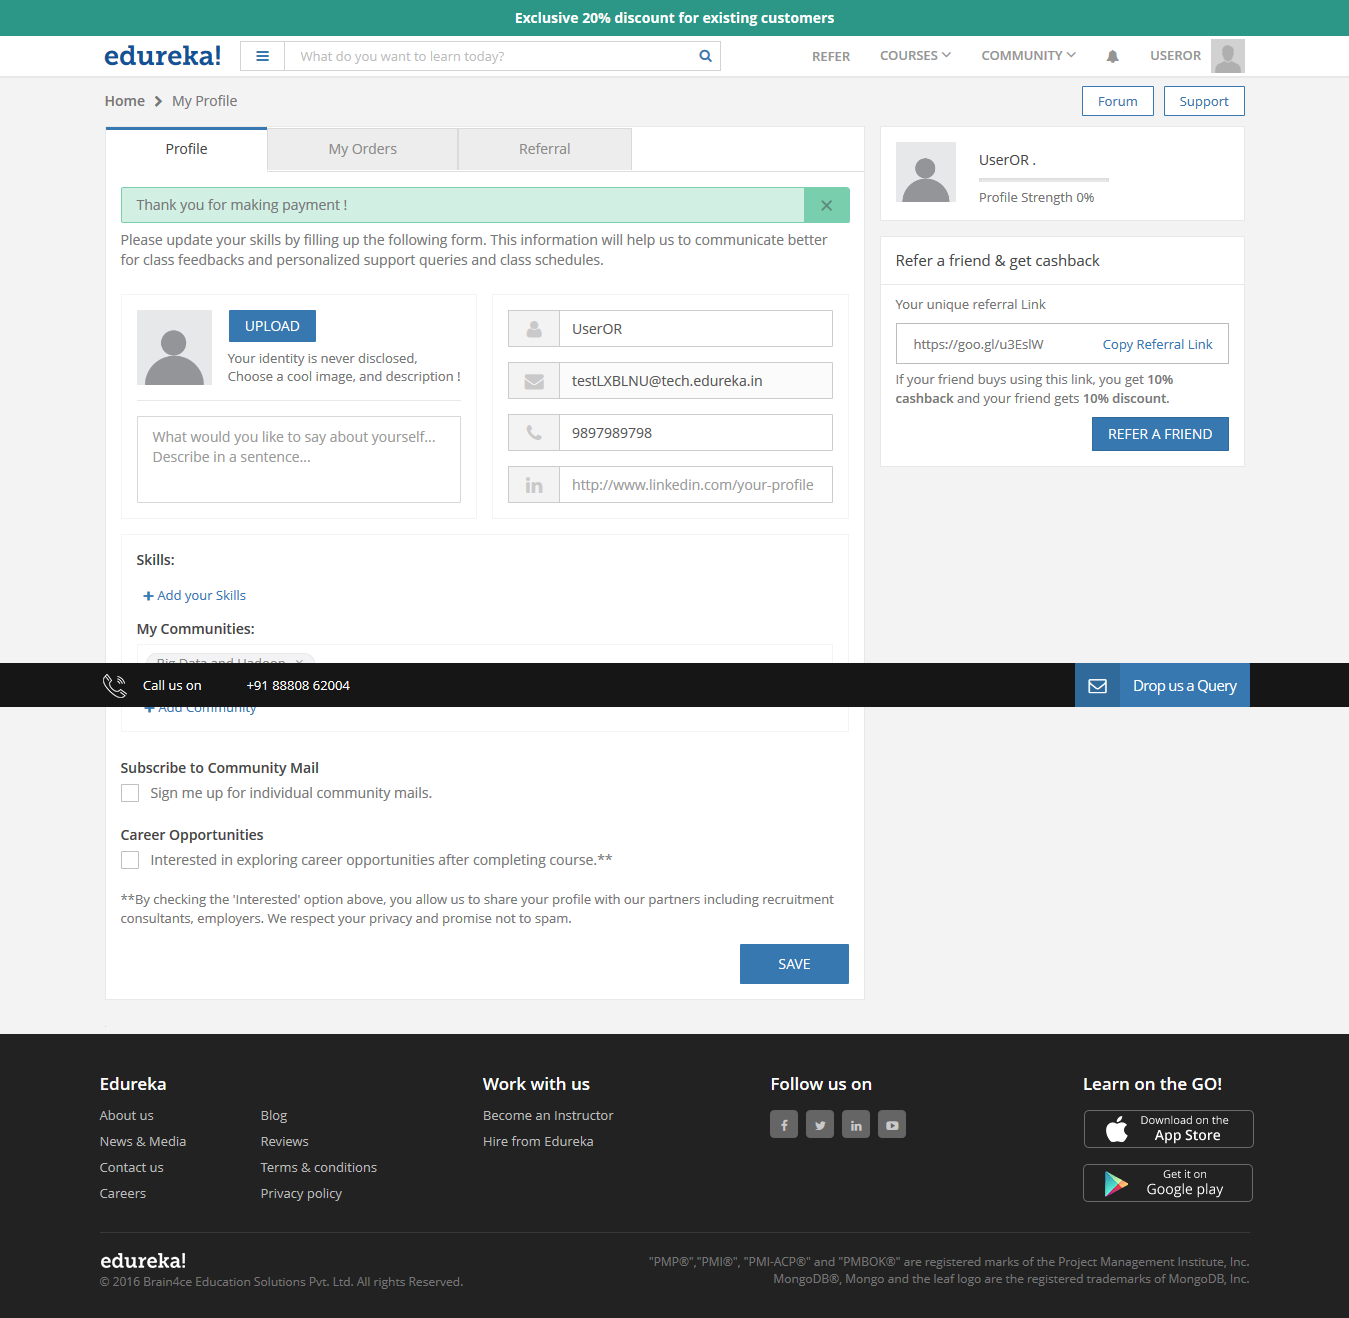 Exclusive 20% discount for existing customers
edureka!
What do you want to learn today?
REFER
COURSES
COMMUNITY
USEROR
Home
My Profile
Forum
Support
Profile
My Orders
Referral
Thank you for making payment !
Please update your skills by filling up the following form. This information will help us to communicate better
for class feedbacks and personalized support queries and class schedules.
UPLOAD
Your identity is never disclosed,
Choose a cool image, and description !
What would you like to say about yourself...
Describe in a sentence...
UserOR
testLXBLNU@tech.edureka.in
9897989798
http://www.linkedin.com/your-profile
UserOR .
Profile Strength 0%
Refer a friend & get cashback
Your unique referral Link
https://goo.gl/u3EslW
Copy Referral Link
If your friend buys using this link, you get 10%
cashback and your friend gets 10% discount.
REFER A FRIEND
Skills:
+ Add your Skills
My Communities:
Big Data and Hadoop ×
Call us on
+91 88808 62004
Drop us a Query
+ Add Community
Subscribe to Community Mail
Sign me up for individual community mails.
Career Opportunities
Interested in exploring career opportunities after completing course.**
**By checking the 'Interested' option above, you allow us to share your profile with our partners including recruitment
consultants, employers. We respect your privacy and promise not to spam.
SAVE
Edureka
About us
News & Media
Contact us
Careers
Blog
Reviews
Terms & conditions
Privacy policy
Work with us
Become an Instructor
Hire from Edureka
Follow us on
Learn on the GO!
Download on the
App Store
Get it on
Google play
edureka!
© 2016 Brain4ce Education Solutions Pvt. Ltd. All rights Reserved.
"PMP®","PMI®", "PMI-ACP®" and "PMBOK®" are registered marks of the Project Management Institute, Inc.
MongoDB®, Mongo and the leaf logo are the registered trademarks of MongoDB, Inc.